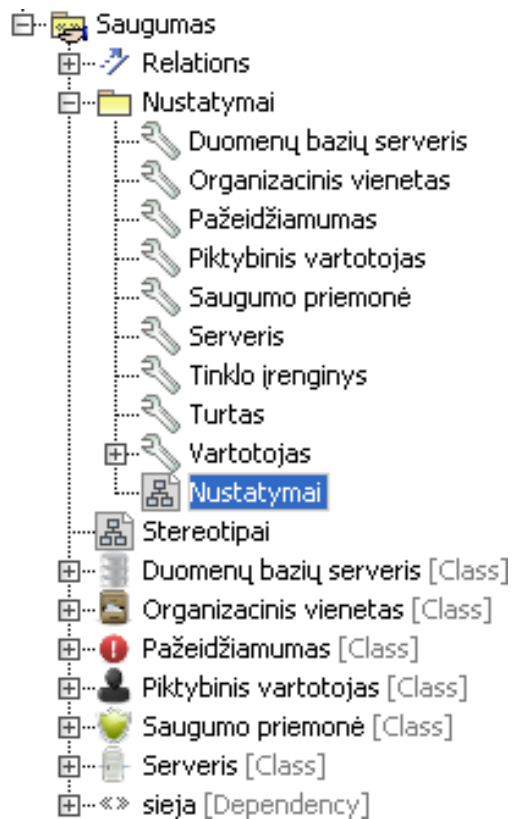 Saugumas
Relations
Nustatymai
Duomenų bazių serveris
Organizacinis vienetas
Pažeidžiamumas
Piktybinis vartotojas
Saugumo priemonė
Serveris
Tinklo įrenginys
Turtas
Vartotojas
Nustatymai
Stereotipai
Duomenų bazių serveris [Class]
Organizacinis vienetas [Class]
Pažeidžiamumas [Class]
Piktybinis vartotojas [Class]
Saugumo priemonė [Class]
Serveris [Class]
«» sieja [Dependency]